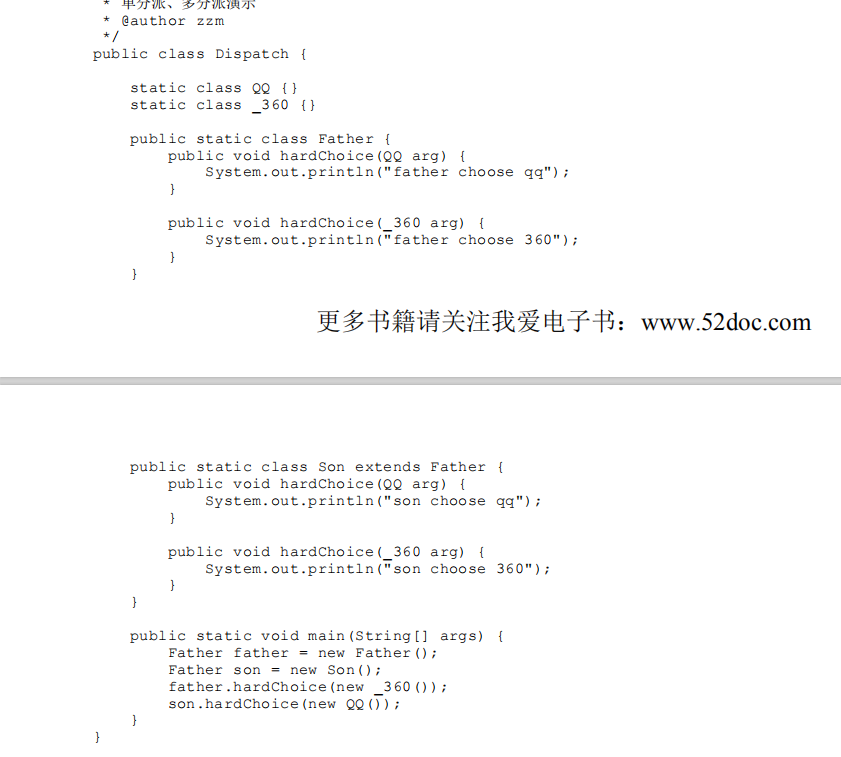 * 单分派、多分派演示
* @author zzm
*/
public class Dispatch {
static class QQ {}
static class _360 {}
public static class Father {
public void hardChoice(QQ arg) {
System.out.println("father choose qq");
}
public void hardChoice(_360 arg) {
System.out.println("father choose 360");
}
}
更多书籍请关注我爱电子书：www.52doc.com
public static class Son extends Father {
public void hardChoice(QQ arg) {
System.out.println("son choose qq");
}
public void hardChoice(_360 arg) {
System.out.println("son choose 360");
}
}
public static void main(String[] args) {
Father father = new Father();
Father son = new Son();
father.hardChoice(new _360());
son.hardChoice(new QQ());
}
}